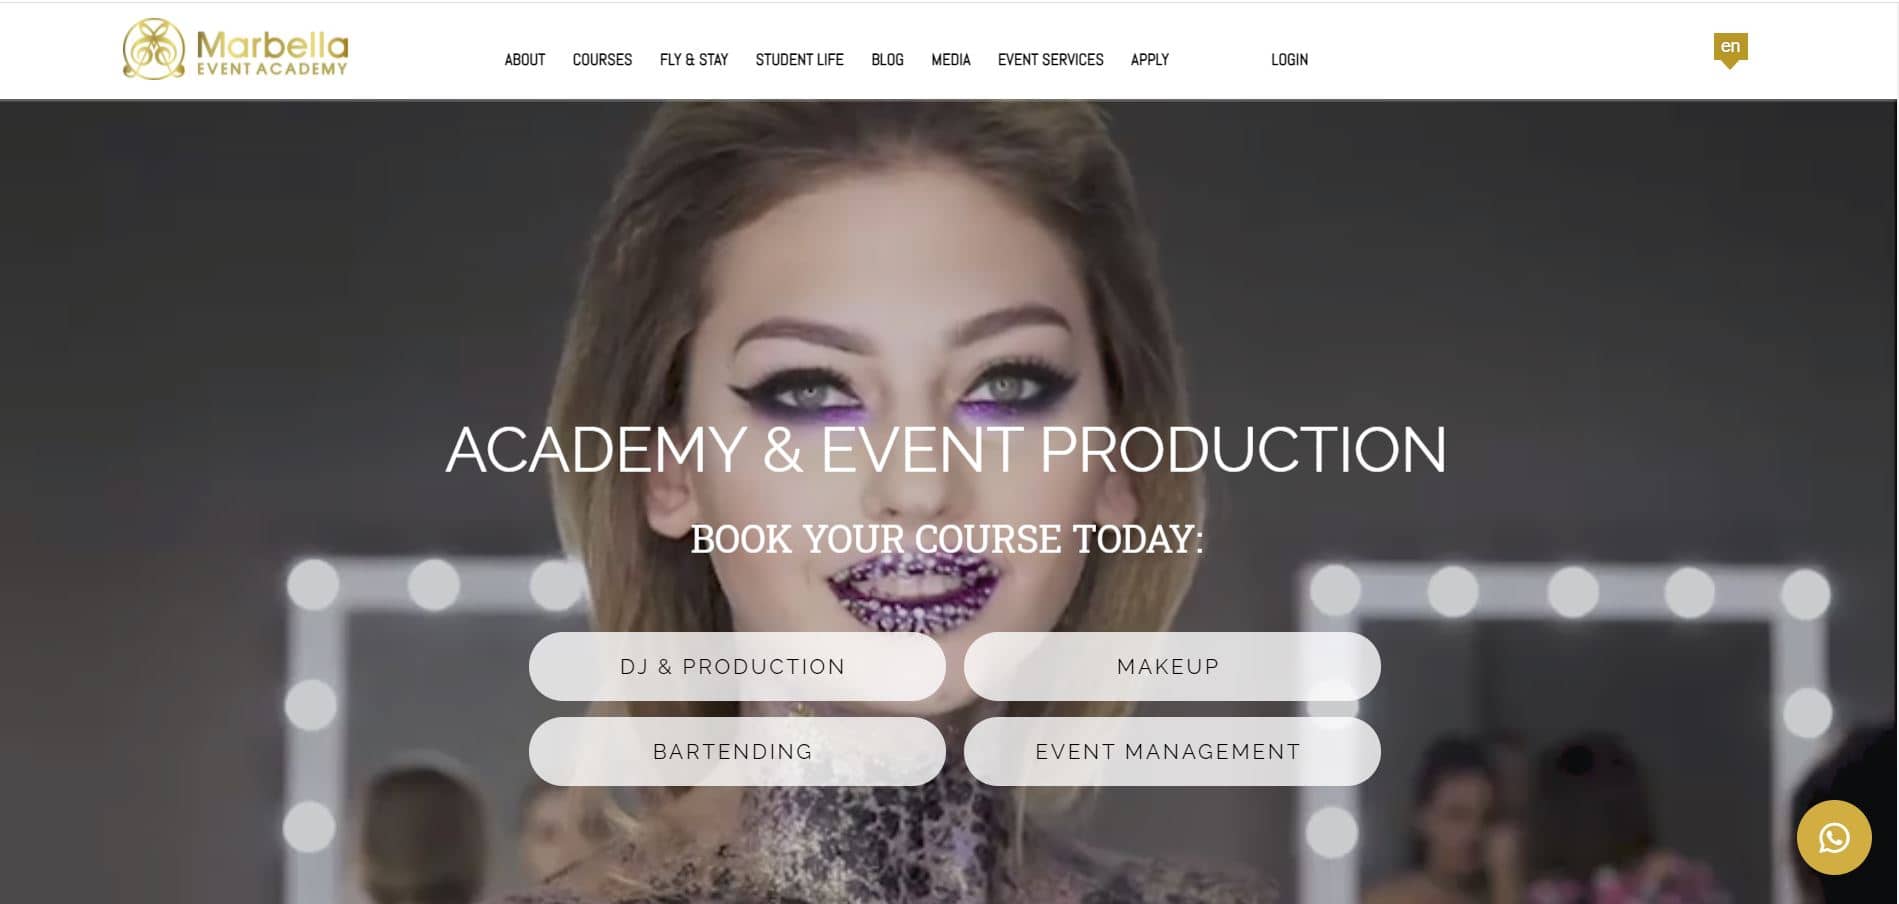 Marbella
EVENT ACADEMY
ABOUT COURSES FLY & STAY STUDENT LIFE BLOG MEDIA EVENT SERVICES APPLY LOGIN
en
ACADEMY & EVENT PRODUCTION
BOOK YOUR COURSE TODAY:
DJ & PRODUCTION MAKEUP
BARTENDING EVENT MANAGEMENT